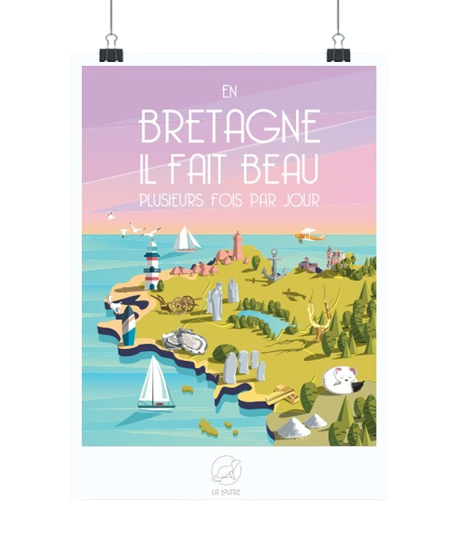 EN
BRETAGNE
IL FAIT BEAU
PLUSIEURS FOIS PAR JOUR
LA LOUTRE